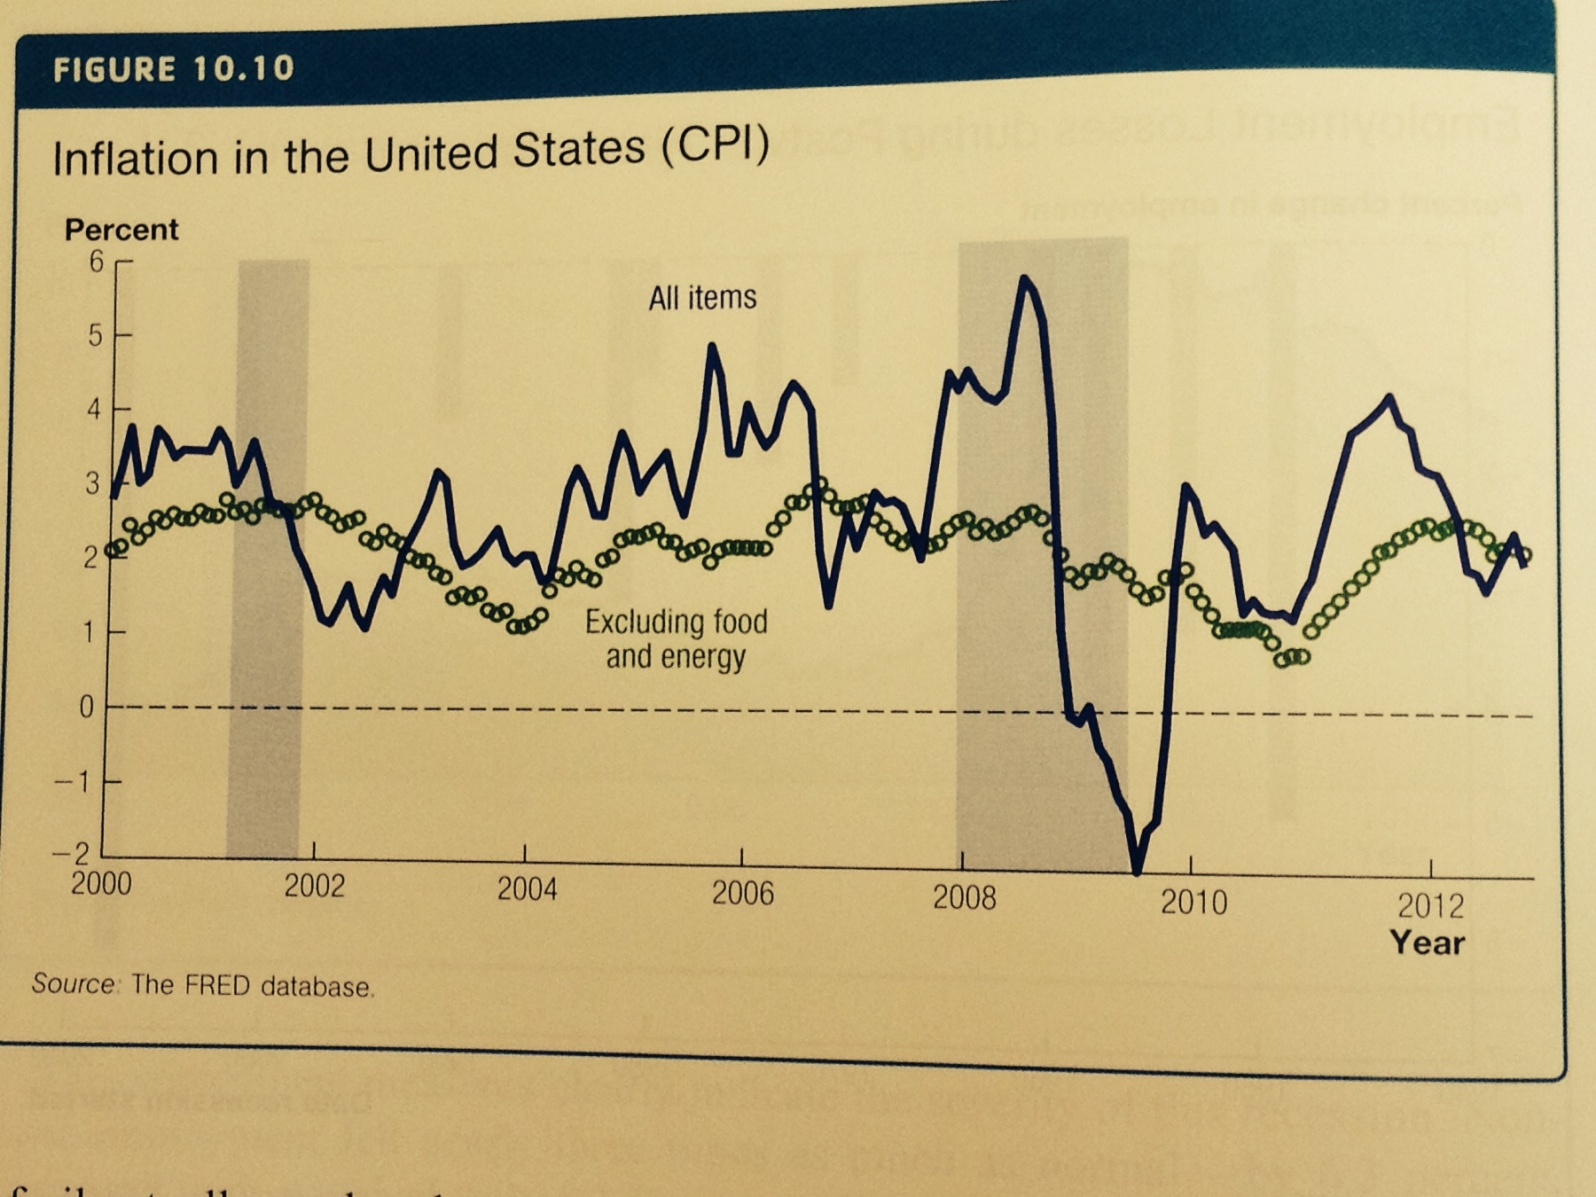 FIGURE 10.10
Inflation in the United States (CPI)
Percent
6
5
4
3
2
1
0
−1
−2
All items
Excluding food
and energy
2000 2002 2004 2006 2008 2010 2012
Year
Source: The FRED database.